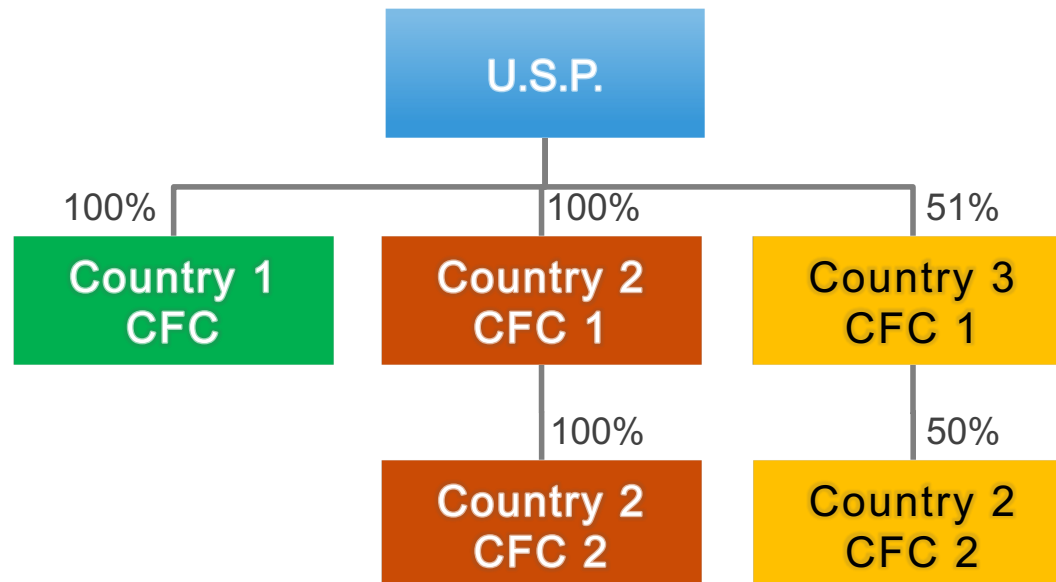 U.S.P.
100%
100%
51%
Country 1
CFC
Country 2
CFC 1
Country 3
CFC 1
100%
50%
Country 2
CFC 2
Country 2
CFC 2